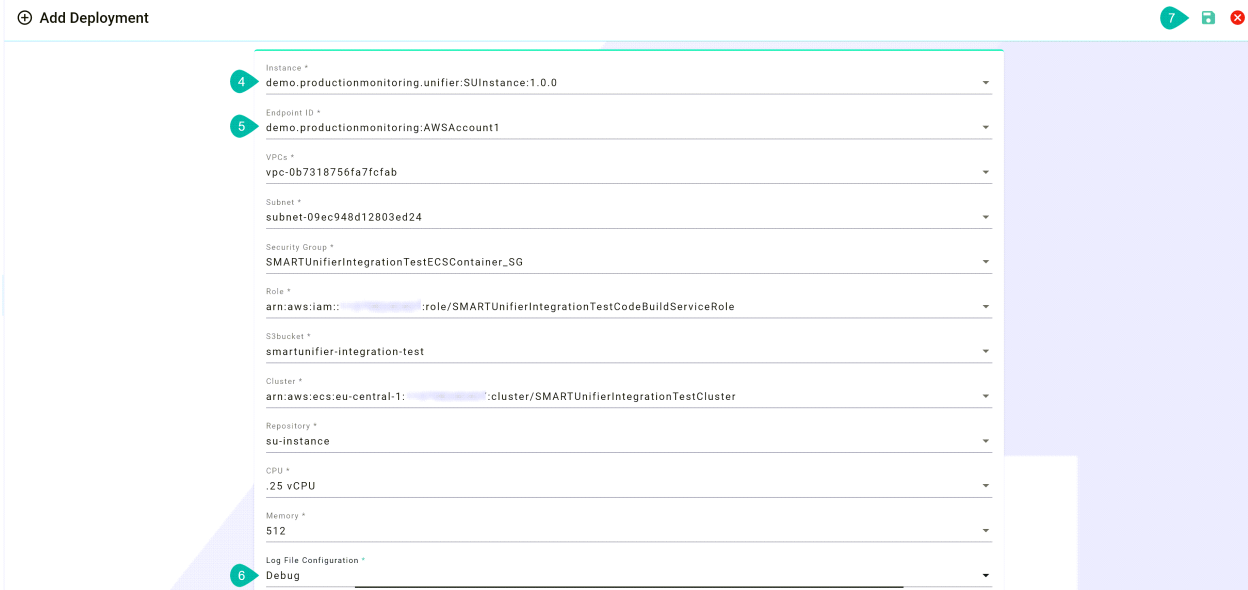 Add Deployment
7
Instance *
4
demo.productionmonitoring.unifier:SUInstance:1.0.0
Endpoint ID *
5
demo.productionmonitoring:AWSAccount1
VPCs *
vpc-0b7318756fa7fcfab
Subnet *
subnet-09ec948d12803ed24
Security Group *
SMARTUnifierIntegrationTestECSContainer_SG
Role *
arn:aws:iam:: :role/SMARTUnifierIntegrationTestCodeBuildServiceRole
S3bucket *
smartunifier-integration-test
Cluster *
arn:aws:ecs:eu-central-1: :cluster/SMARTUnifierIntegrationTestCluster
Repository *
su-instance
CPU *
.25 vCPU
Memory *
512
Log File Configuration *
6
Debug